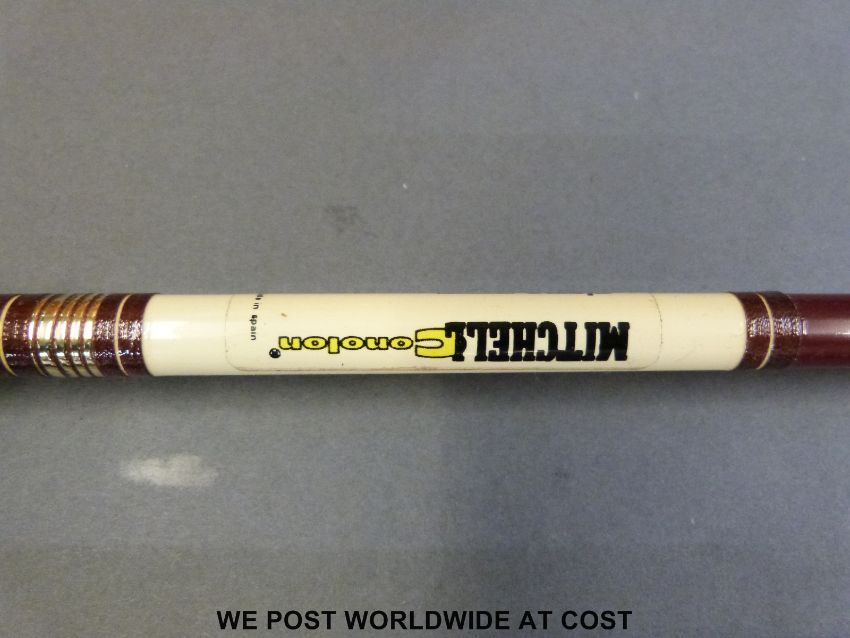 MITCHELL
Conolon®
in spain
WE POST WORLDWIDE AT COST